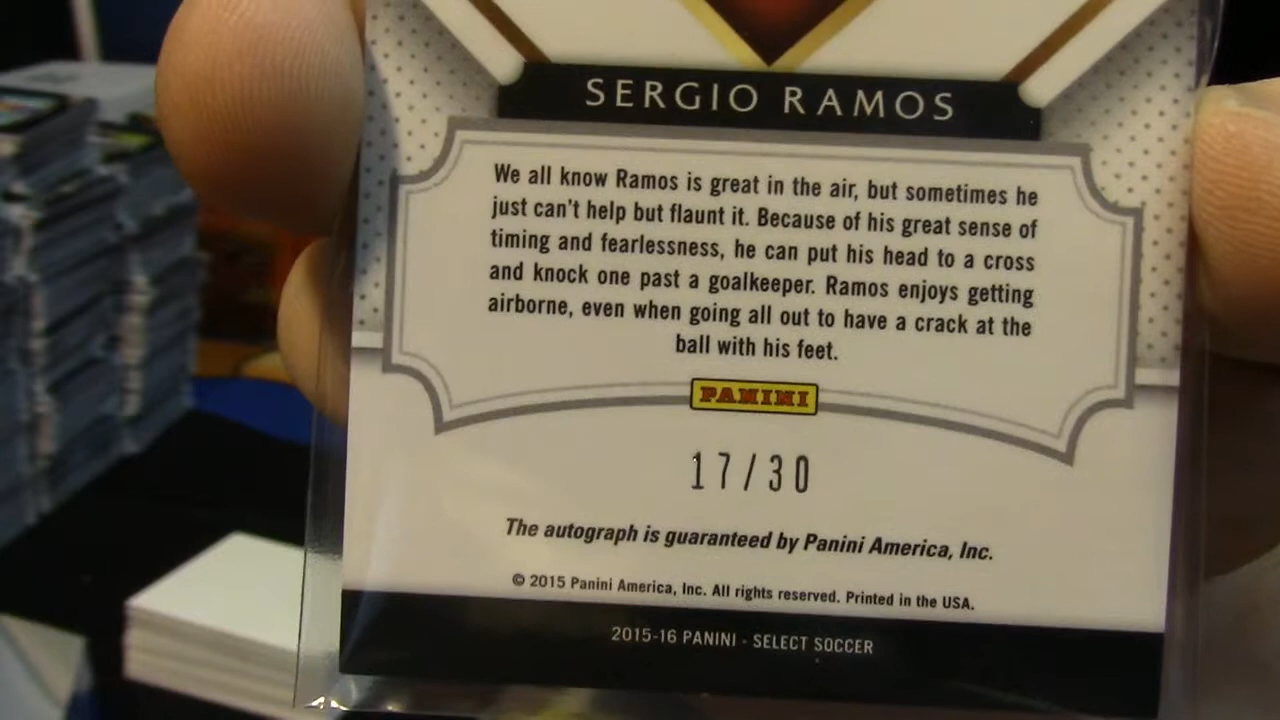 SERGIO RAMOS
We all know Ramos is great in the air, but sometimes he
just can't help but flaunt it. Because of his great sense of
timing and fearlessness, he can put his head to a cross
and knock one past a goalkeeper. Ramos enjoys getting
airborne, even when going all out to have a crack at the
ball with his feet.
PANINI
17/30
The autograph is guaranteed by Panini America, Inc.
© 2015 Panini America, Inc. All rights reserved. Printed in the USA.
2015-16 PANINI - SELECT SOCCER